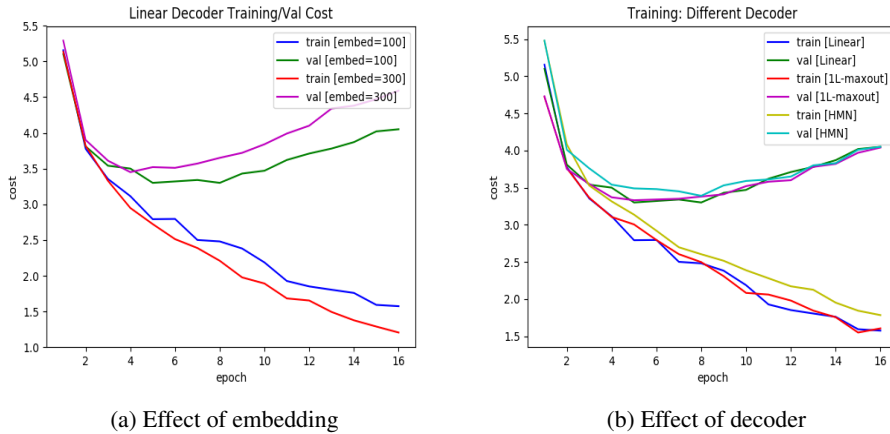 Linear Decoder Training/Val Cost
5.5
5.0
4.5
4.0
3.5
3.0
2.5
2.0
1.5
1.0
cost
train [embed=100]
val [embed=100]
train [embed=300]
val [embed=300]
2 4 6 8 10 12 14 16
epoch
(a) Effect of embedding
Training: Different Decoder
5.5
5.0
4.5
4.0
3.5
3.0
2.5
2.0
1.5
cost
train [Linear]
val [Linear]
train [1L-maxout]
val [1L-maxout]
train [HMN]
val [HMN]
2 4 6 8 10 12 14 16
epoch
(b) Effect of decoder